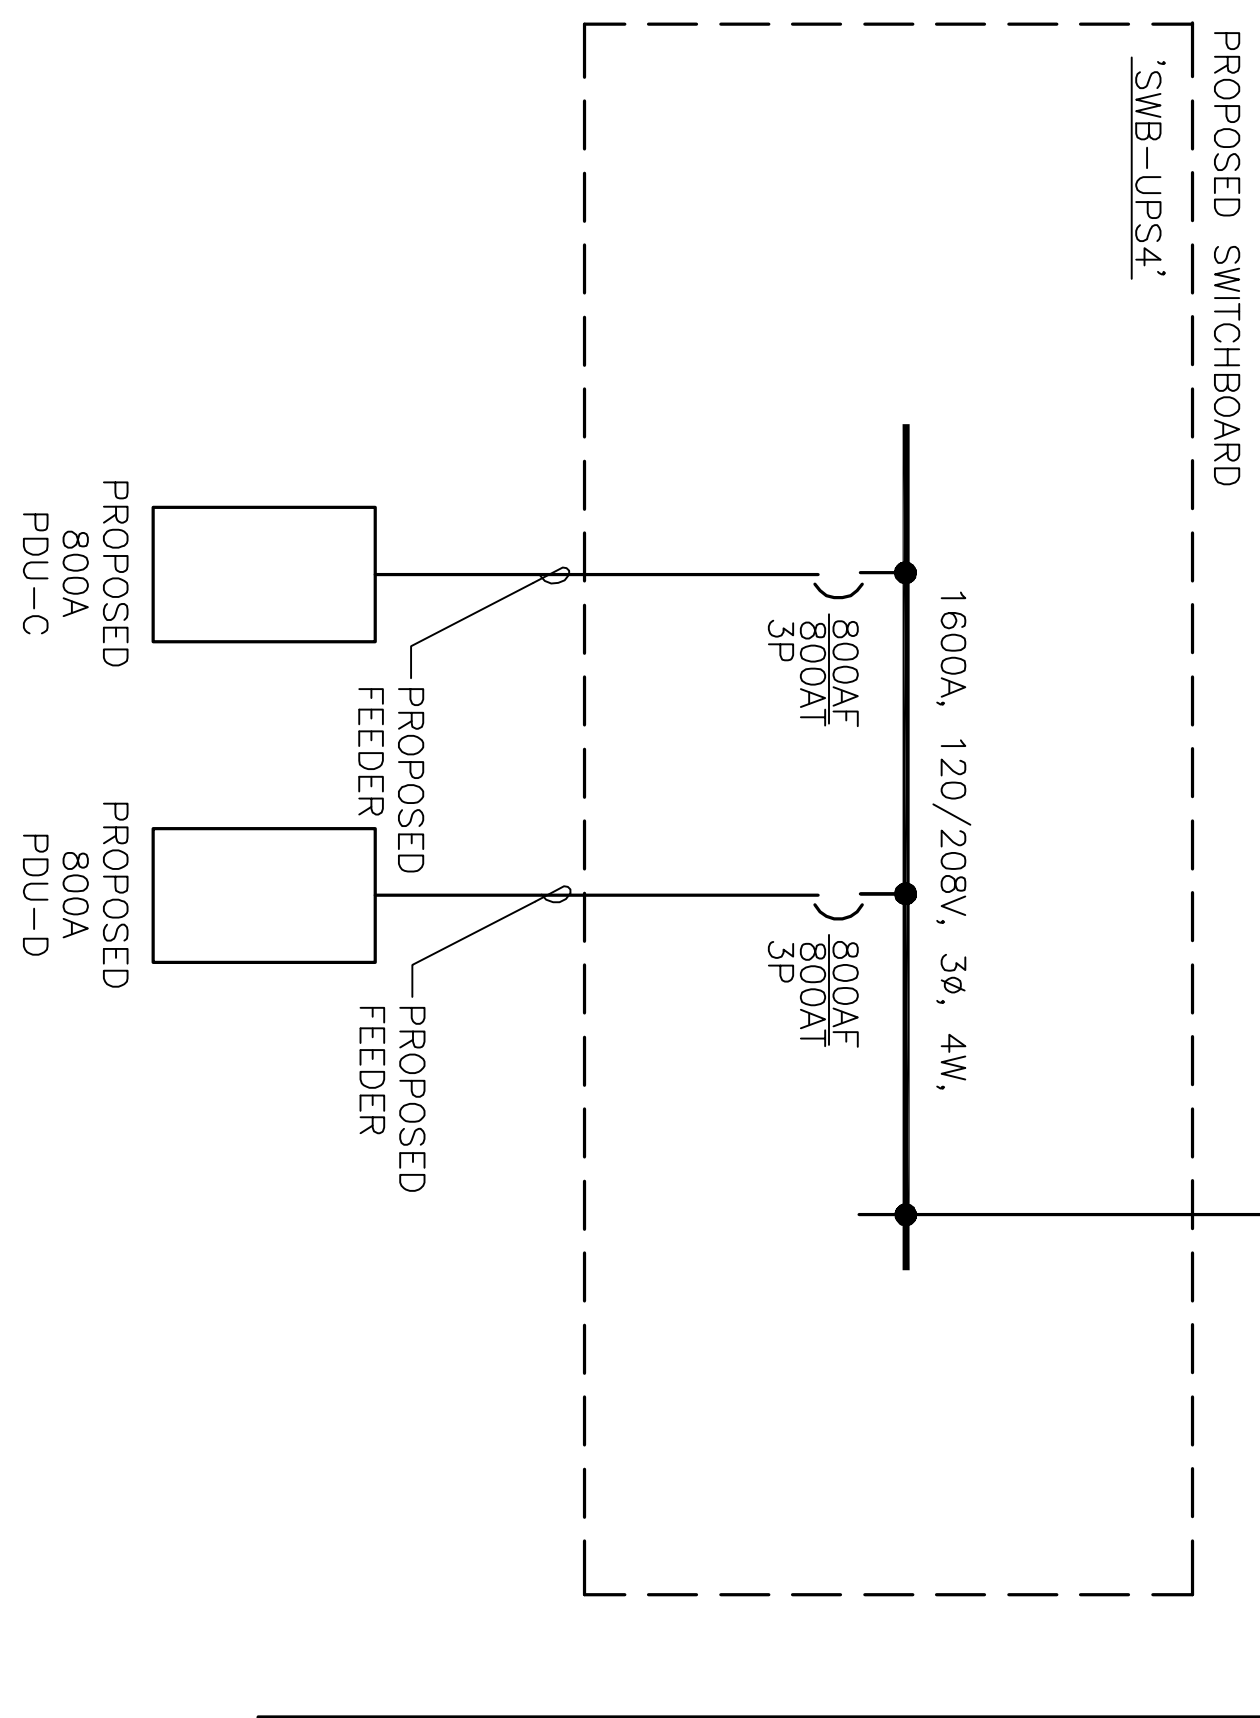 PROPOSED SWITCHBOARD
'SWB-UPS4'
1600A, 120/208V, 3Ø, 4W,
800AF
800AT
3P
800AF
800AT
3P
PROPOSED
FEEDER
PROPOSED
FEEDER
PROPOSED
800A
PDU-C
PROPOSED
800A
PDU-D